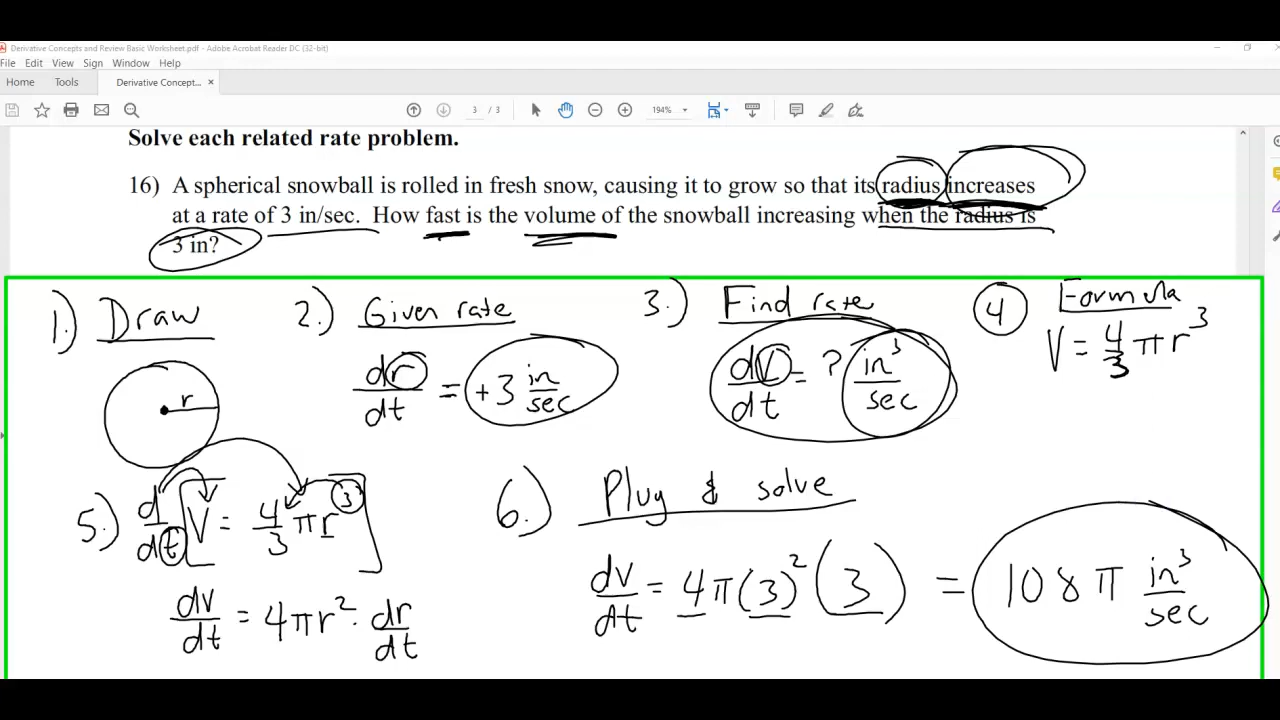 Derivative Concepts and Review Basic Worksheet.pdf - Adobe Acrobat Reader DC (32-bit)
File Edit View Sign Window Help
Home Tools Derivative Concept... ×
3 / 3 194%
Solve each related rate problem.
16) A spherical snowball is rolled in fresh snow, causing it to grow so that its radius increases
at a rate of 3 in/sec. How fast is the volume of the snowball increasing when the radius is
3 in?
1.) Draw
r
2.) Given rate
dr/dt = +3 in/sec
3.) Find rate
dV/dt = ? in³/sec
4 Formula
V = 4/3 πr³
5.) d/dt [V = 4/3 πr³]
dv/dt = 4πr² · dr/dt
6.) Plug & solve
dv/dt = 4π(3)²(3) = 108π in³/sec